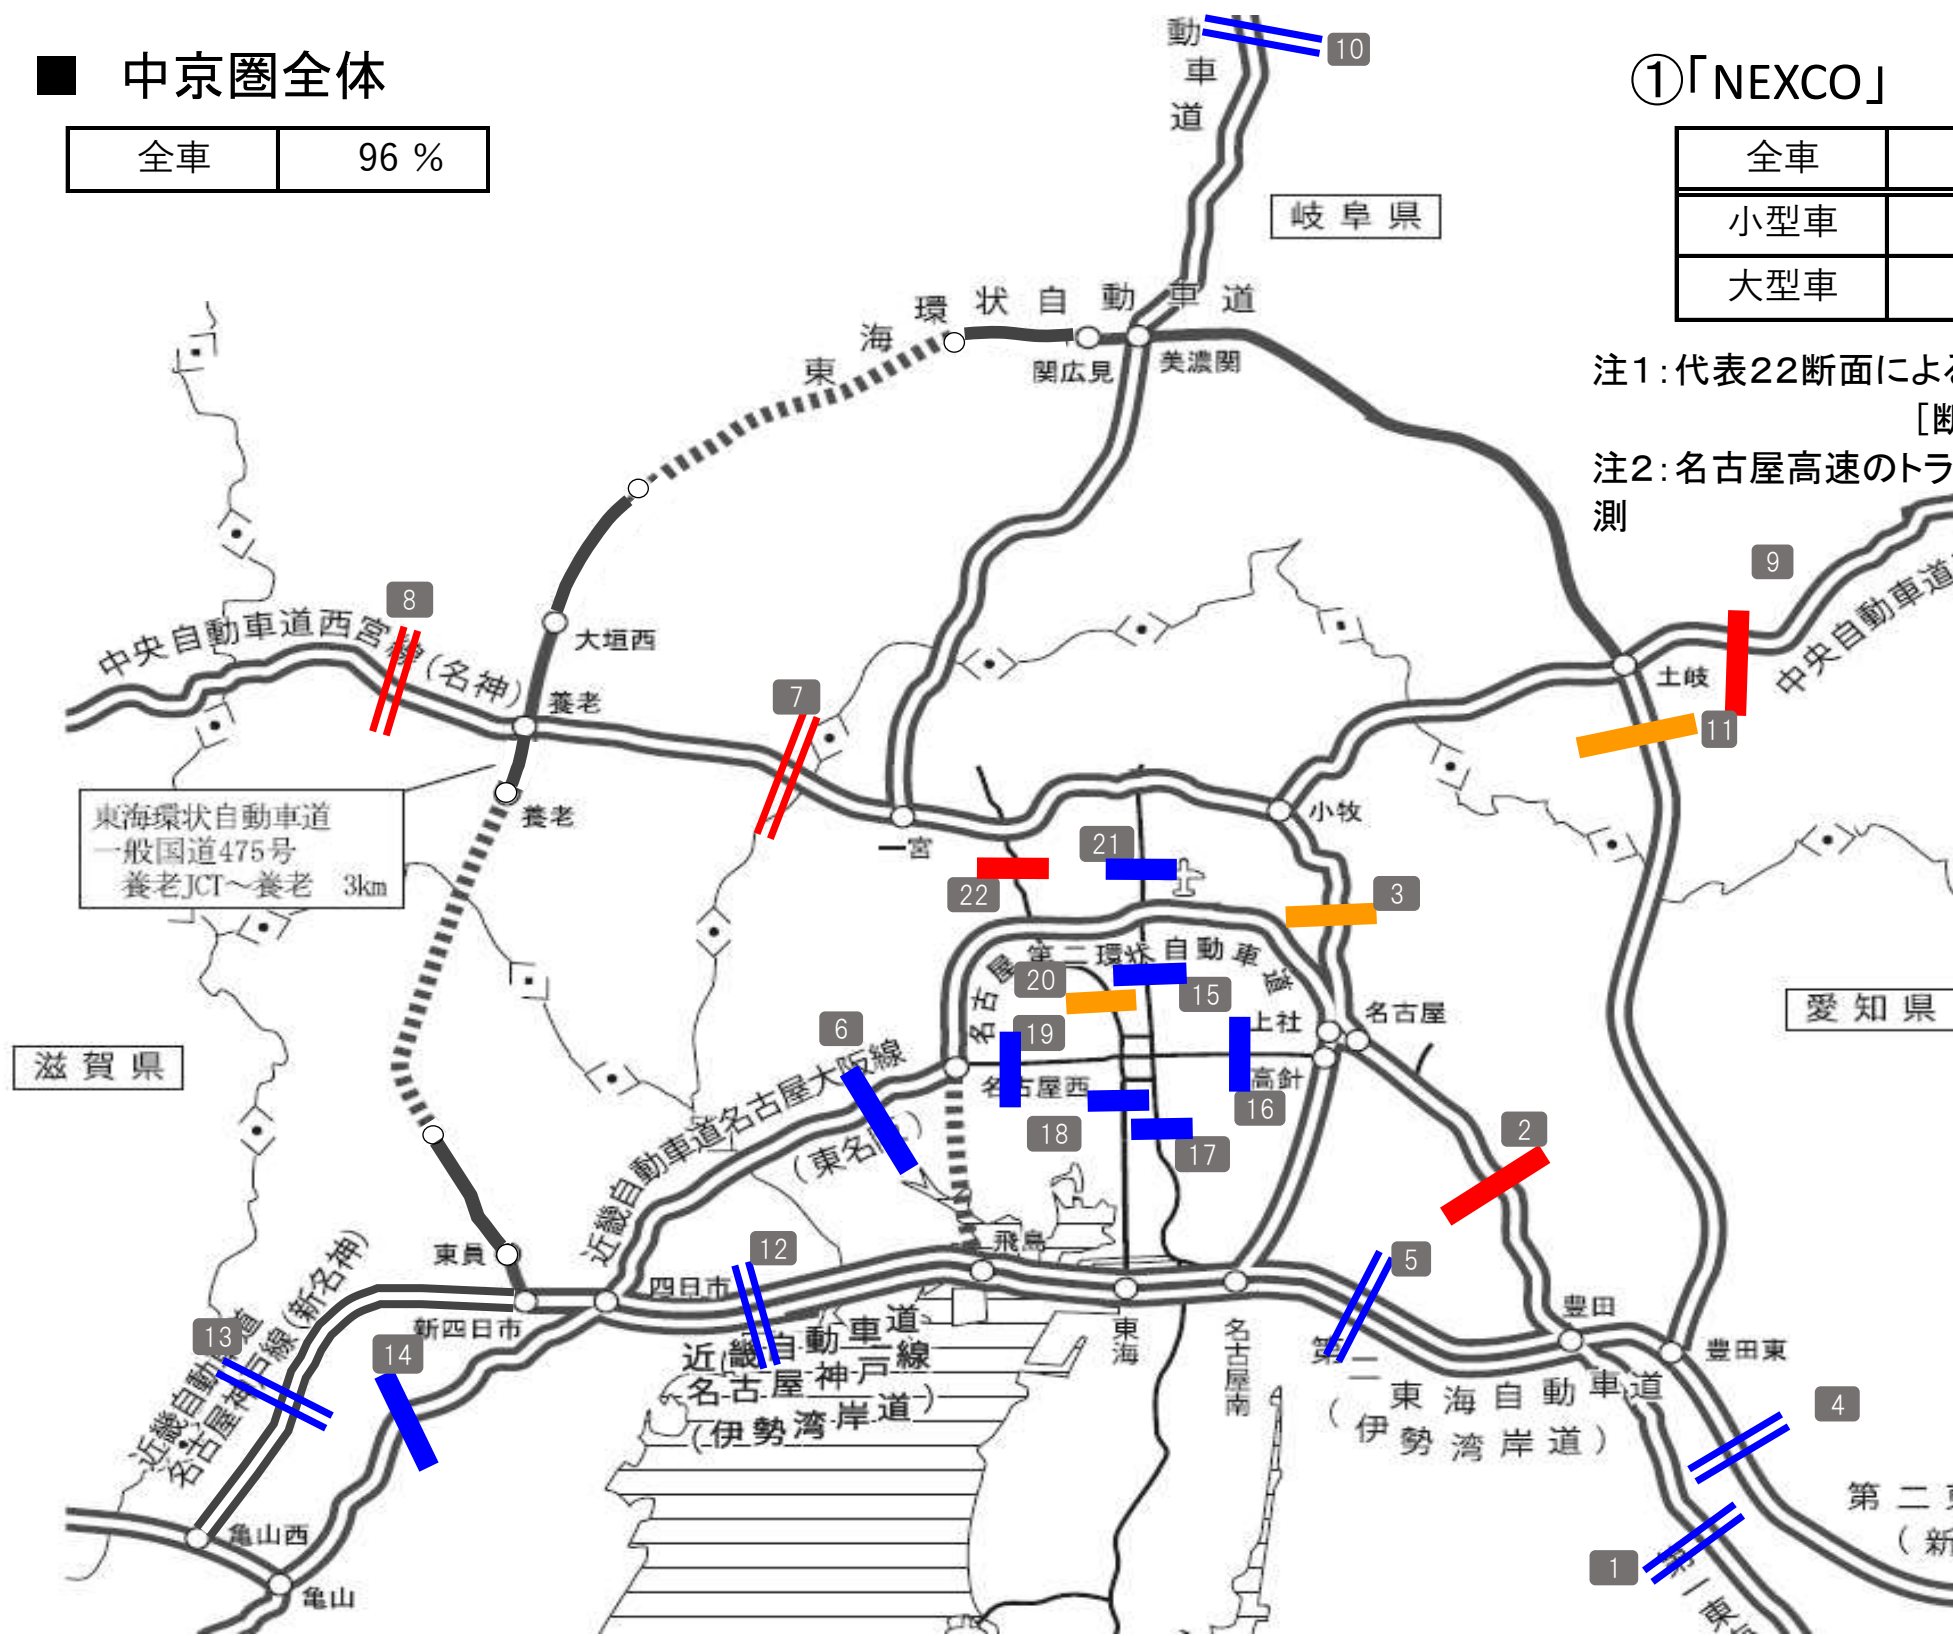 ■ 中京圏全体
全車 96 %
①「NEXCO」
全車
小型車
大型車
注1:代表22断面によ
[断
注2:名古屋高速のトラ
測
動車道
10
岐阜県
東海環状自動車道
関広見
美濃関
9
中央自動車道
8
中央自動車道西宮線(名神)
大垣西
養老
7
土岐
11
東海環状自動車道
一般国道475号
養老JCT～養老 3km
養老
一宮
小牧
21
22
3
名古屋第二環状自動車道
20
15
愛知県
上社
名古屋
6
19
滋賀県
近畿自動車道名古屋大阪線
(東名阪)
名古屋西
高針
16
18
17
2
東員
12
飛島
5
四日市
新四日市
13
14
近畿自動車道
名古屋神戸線(新名神)
近畿自動車道
名古屋神戸線
(伊勢湾岸道)
東海
名古屋南
豊田
豊田東
第二東海自動車道
(伊勢湾岸道)
4
第二東
(新
亀山西
亀山
1
第一東